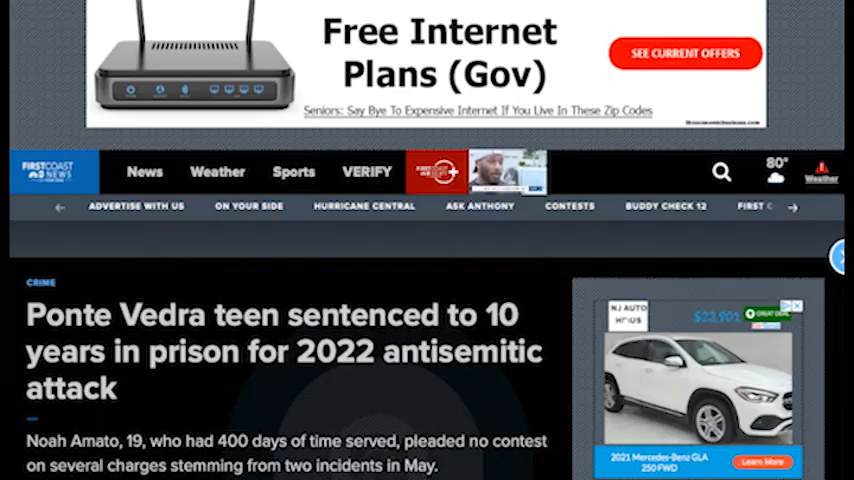 Free Internet
Plans (Gov)
SEE CURRENT OFFERS
Seniors: Say Bye To Expensive Internet If You Live In These Zip Codes
FIRST COAST
NEWS
News
Weather
Sports
VERIFY
80°
Weather
ADVERTISE WITH US
ON YOUR SIDE
HURRICANE CENTRAL
ASK ANTHONY
CONTESTS
BUDDY CHECK 12
FIRST C
CRIME
Ponte Vedra teen sentenced to 10
years in prison for 2022 antisemitic
attack
Noah Amato, 19, who had 400 days of time served, pleaded no contest
on several charges stemming from two incidents in May.
NJ AUTO
$23,901
GREAT DEAL
2021 Mercedes-Benz GLA
250 FWD
Learn More